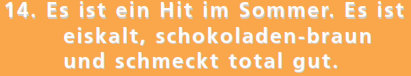 14. Es ist ein Hit im Sommer. Es ist
eiskalt, schokoladen-braun
und schmeckt total gut.